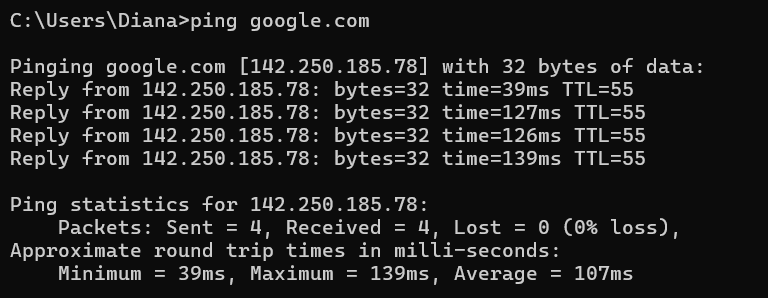 C:\Users\Diana>ping google.com
Pinging google.com [142.250.185.78] with 32 bytes of data:
Reply from 142.250.185.78: bytes=32 time=39ms TTL=55
Reply from 142.250.185.78: bytes=32 time=127ms TTL=55
Reply from 142.250.185.78: bytes=32 time=126ms TTL=55
Reply from 142.250.185.78: bytes=32 time=139ms TTL=55
Ping statistics for 142.250.185.78:
    Packets: Sent = 4, Received = 4, Lost = 0 (0% loss),
Approximate round trip times in milli-seconds:
    Minimum = 39ms, Maximum = 139ms, Average = 107ms